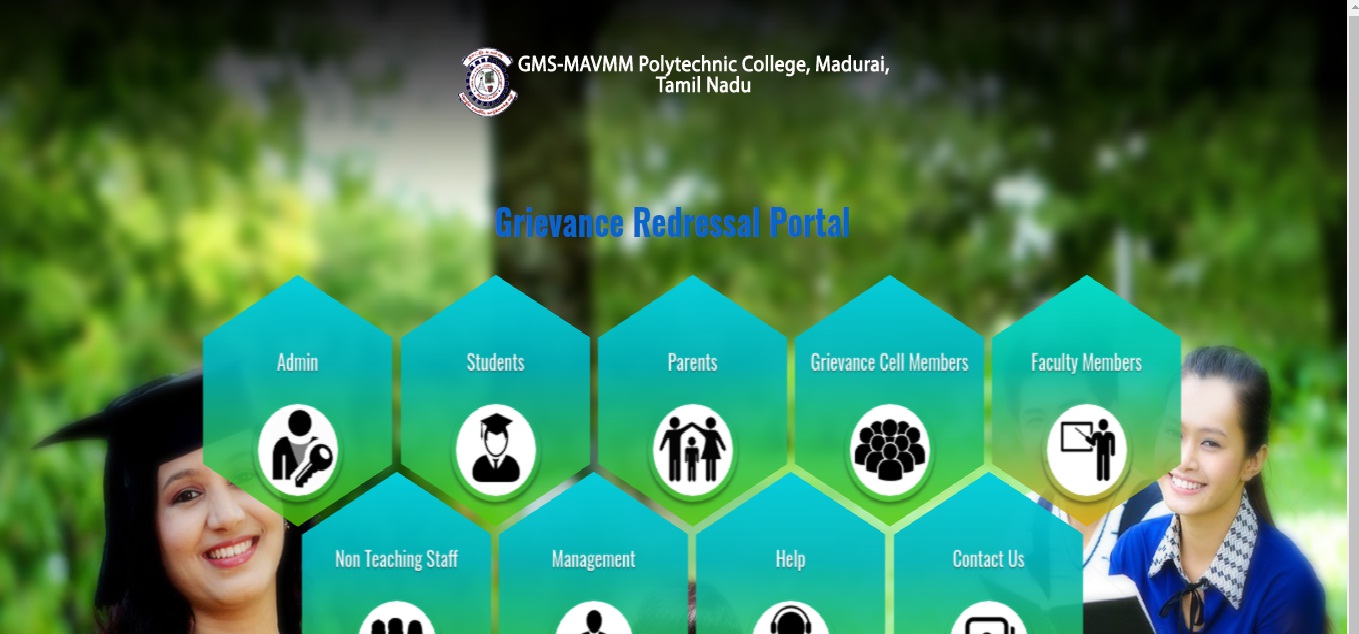 GMS-MAVMM Polytechnic College, Madurai,
Tamil Nadu
Grievance Redressal Portal
Admin
Students
Parents
Grievance Cell Members
Faculty Members
Non Teaching Staff
Management
Help
Contact Us